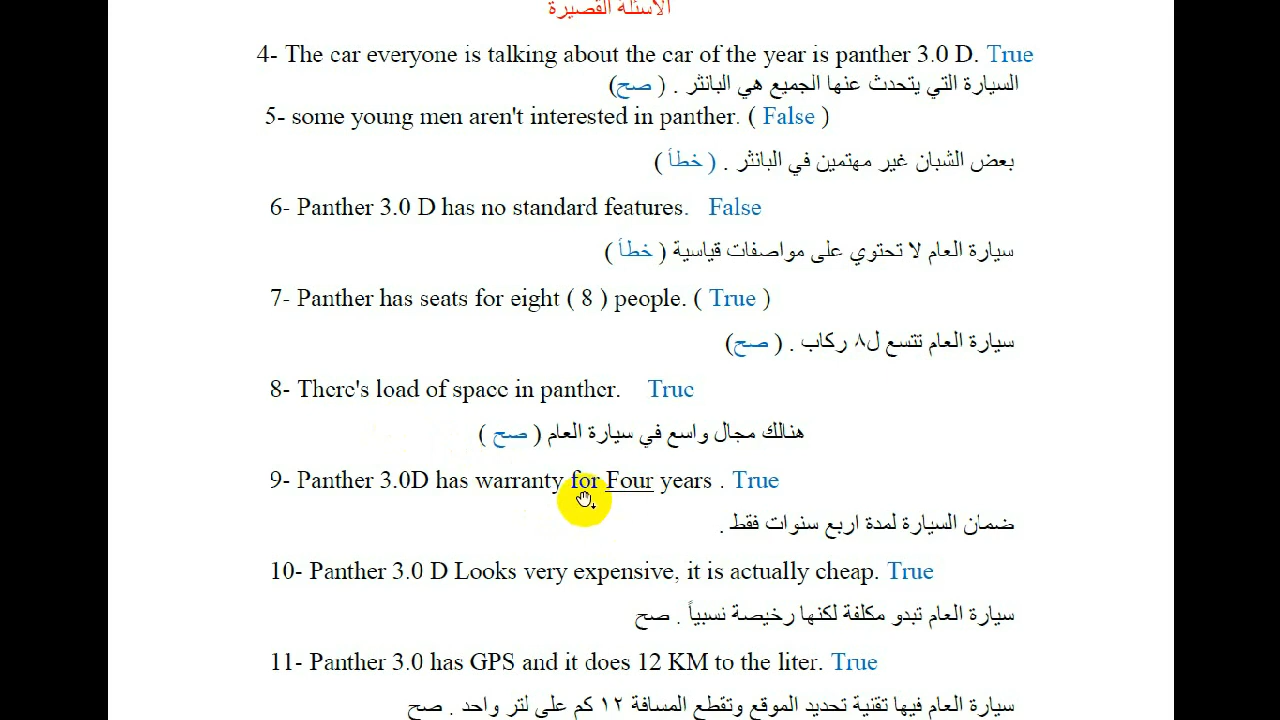 الاسئلة القصيرة
4- The car everyone is talking about the car of the year is panther 3.0 D. True
السيارة التي يتحدث عنها الجميع هي البانثر . ( صح)
5- some young men aren't interested in panther. ( False )
بعض الشبان غير مهتمين في البانثر . ( خطأ )
6- Panther 3.0 D has no standard features. False
سيارة العام لا تحتوي على مواصفات قياسية ( خطأ )
7- Panther has seats for eight ( 8 ) people. ( True )
سيارة العام تتسع ل٨ ركاب . ( صح)
8- There's load of space in panther. True
هنالك مجال واسع في سيارة العام ( صح )
9- Panther 3.0D has warranty for Four years . True
ضمان السيارة لمدة اربع سنوات فقط .
10- Panther 3.0 D Looks very expensive, it is actually cheap. True
سيارة العام تبدو مكلفة لكنها رخيصة نسبياً . صح
11- Panther 3.0 has GPS and it does 12 KM to the liter. True
سيارة العام فيها تقنية تحديد الموقع وتقطع المسافة ١٢ كم على لتر واحد . صح